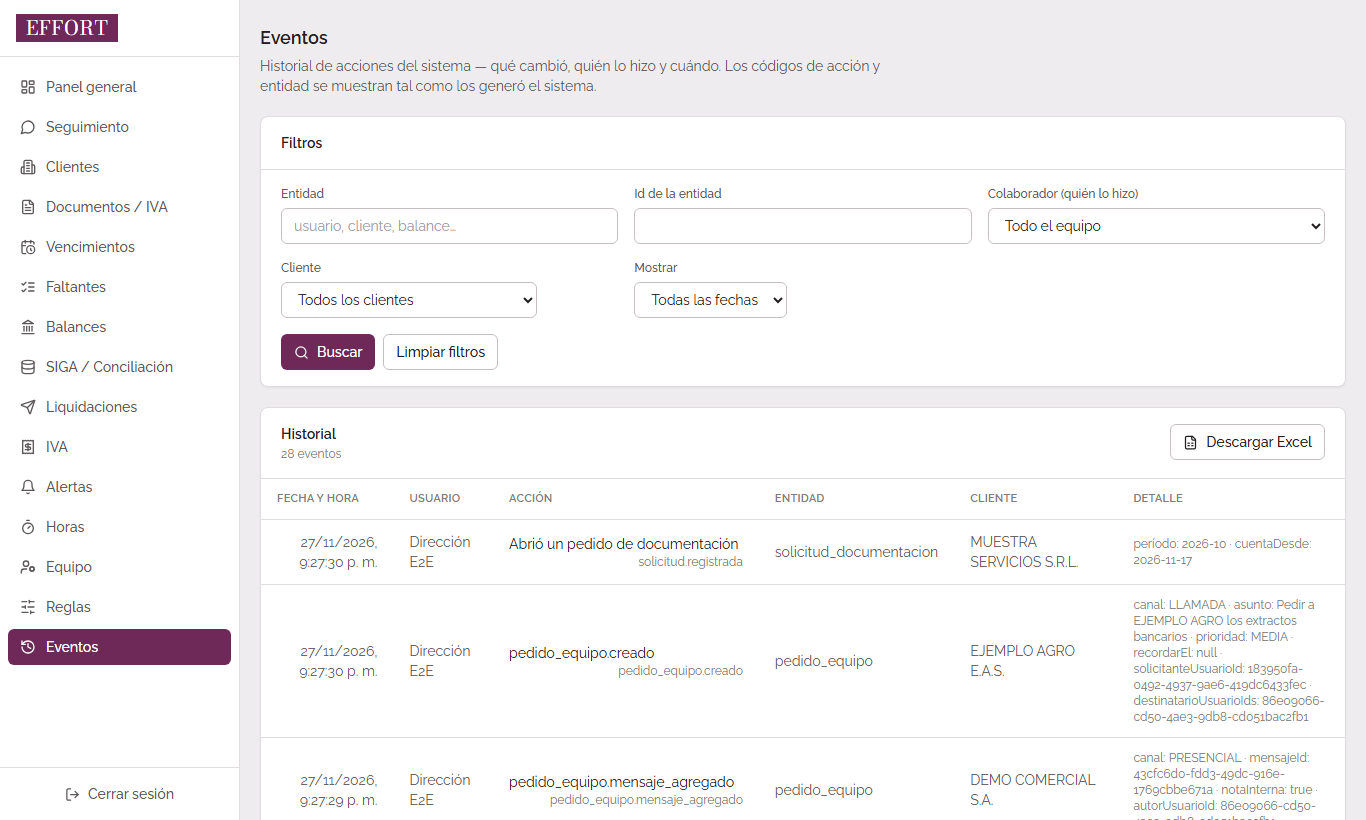 EFFORT
Panel general
Seguimiento
Clientes
Documentos / IVA
Vencimientos
Faltantes
Balances
SIGA / Conciliación
Liquidaciones
IVA
Alertas
Horas
Equipo
Reglas
Eventos
Cerrar sesión
Eventos
Historial de acciones del sistema — qué cambió, quién lo hizo y cuándo. Los códigos de acción y
entidad se muestran tal como los generó el sistema.
Filtros
Entidad
usuario, cliente, balance…
Id de la entidad
Colaborador (quién lo hizo)
Todo el equipo
Cliente
Todos los clientes
Mostrar
Todas las fechas
Buscar
Limpiar filtros
Historial
28 eventos
Descargar Excel
FECHA Y HORA USUARIO ACCIÓN ENTIDAD CLIENTE DETALLE
27/11/2026,
9:27:30 p. m.
Dirección
E2E
Abrió un pedido de documentación
solicitud.registrada
solicitud_documentacion
MUESTRA
SERVICIOS S.R.L.
período: 2026-10 · cuentaDesde:
2026-11-17
27/11/2026,
9:27:30 p. m.
Dirección
E2E
pedido_equipo.creado
pedido_equipo.creado
pedido_equipo
EJEMPLO AGRO
E.A.S.
canal: LLAMADA · asunto: Pedir a
EJEMPLO AGRO los extractos
bancarios · prioridad: MEDIA ·
recordarEl: null ·
solicitanteUsuarioId: 183950fa-
0492-4937-9ae6-419dc6433fec ·
destinatarioUsuarioIds: 86e09066-
cd50-4ae3-9db8-cd051bac2fb1
27/11/2026,
9:27:29 p. m.
Dirección
E2E
pedido_equipo.mensaje_agregado
pedido_equipo.mensaje_agregado
pedido_equipo
DEMO COMERCIAL
S.A.
canal: PRESENCIAL · mensajeId:
43cfc6d0-fdd3-49dc-916e-
1769cbbe671a · notaInterna: true ·
autorUsuarioId: 86e09066-cd50-